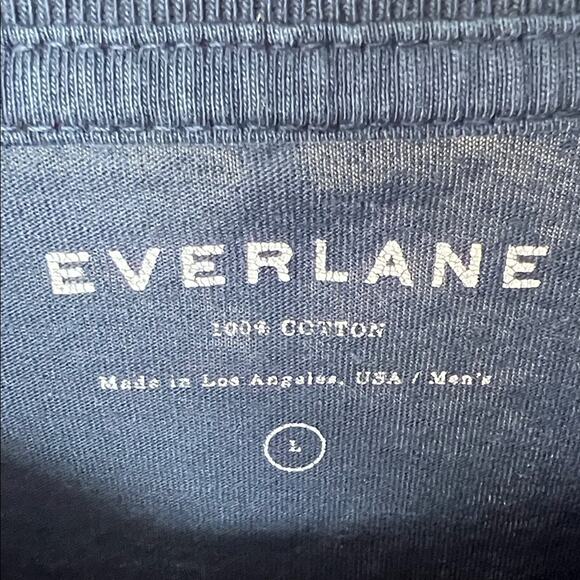 EVERLANE
100% COTTON
Made in Los Angeles, USA / Men's
L